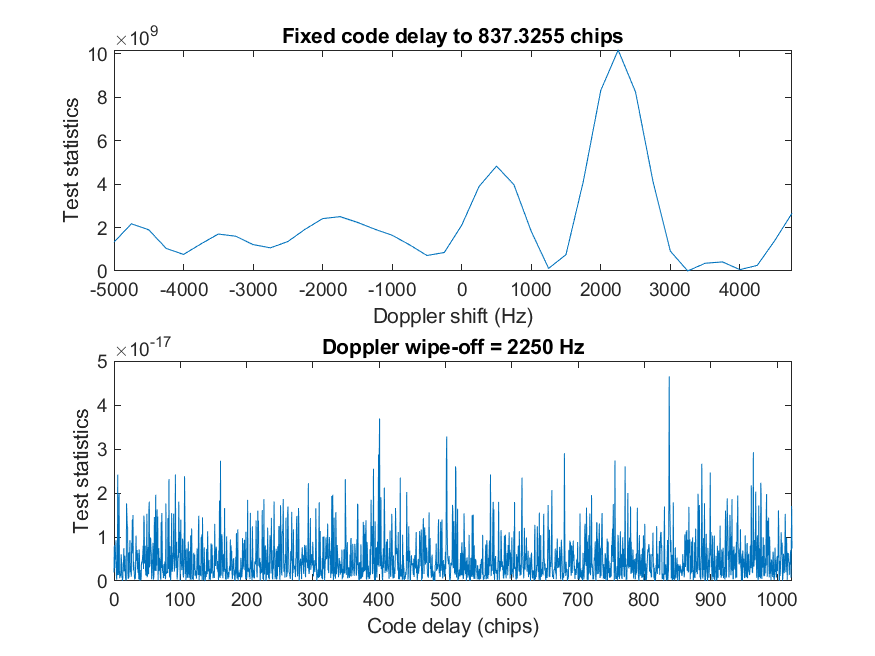 ×10^9
Fixed code delay to 837.3255 chips
10
8
6
4
2
0
Test statistics
-5000 -4000 -3000 -2000 -1000 0 1000 2000 3000 4000
Doppler shift (Hz)
×10^-17
Doppler wipe-off = 2250 Hz
5
4
3
2
1
0
Test statistics
0 100 200 300 400 500 600 700 800 900 1000
Code delay (chips)